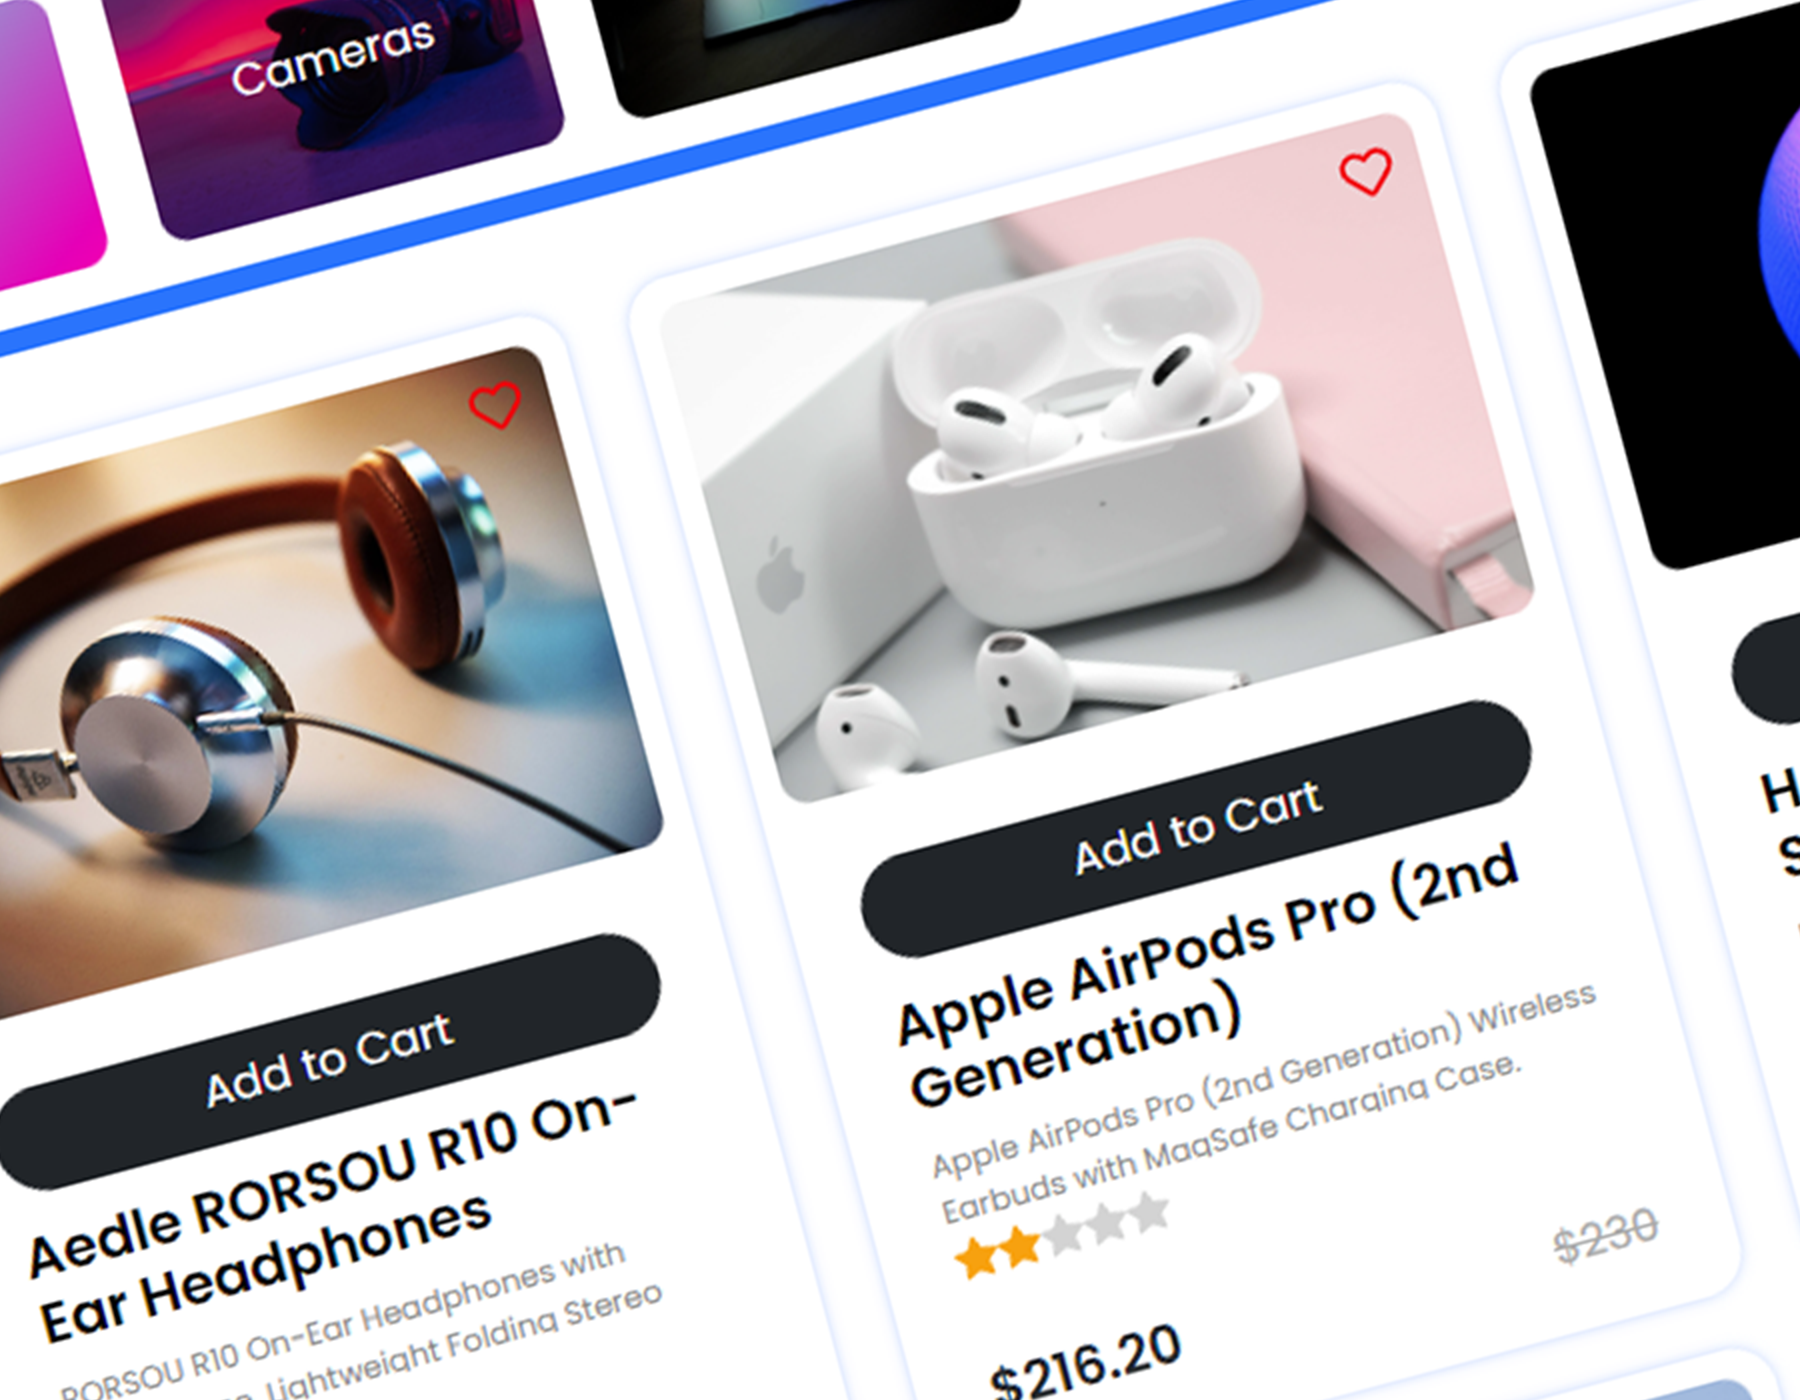 Cameras
Add to Cart
Aedle RORSOU R10 On-
Ear Headphones
RORSOU R10 On-Ear Headphones with
Lightweight Folding Stereo
Add to Cart
Apple AirPods Pro (2nd
Generation)
Apple AirPods Pro (2nd Generation) Wireless
Earbuds with MagSafe Charging Case.
$230
$216.20